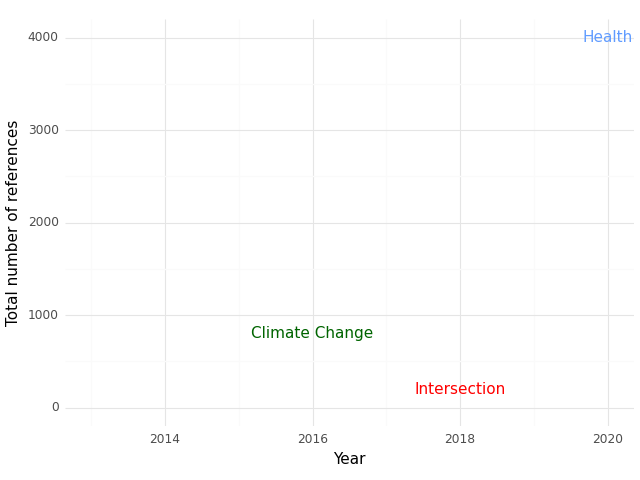 Total number of references
4000
3000
2000
1000
0
Health
Climate Change
Intersection
2014
2016
2018
2020
Year